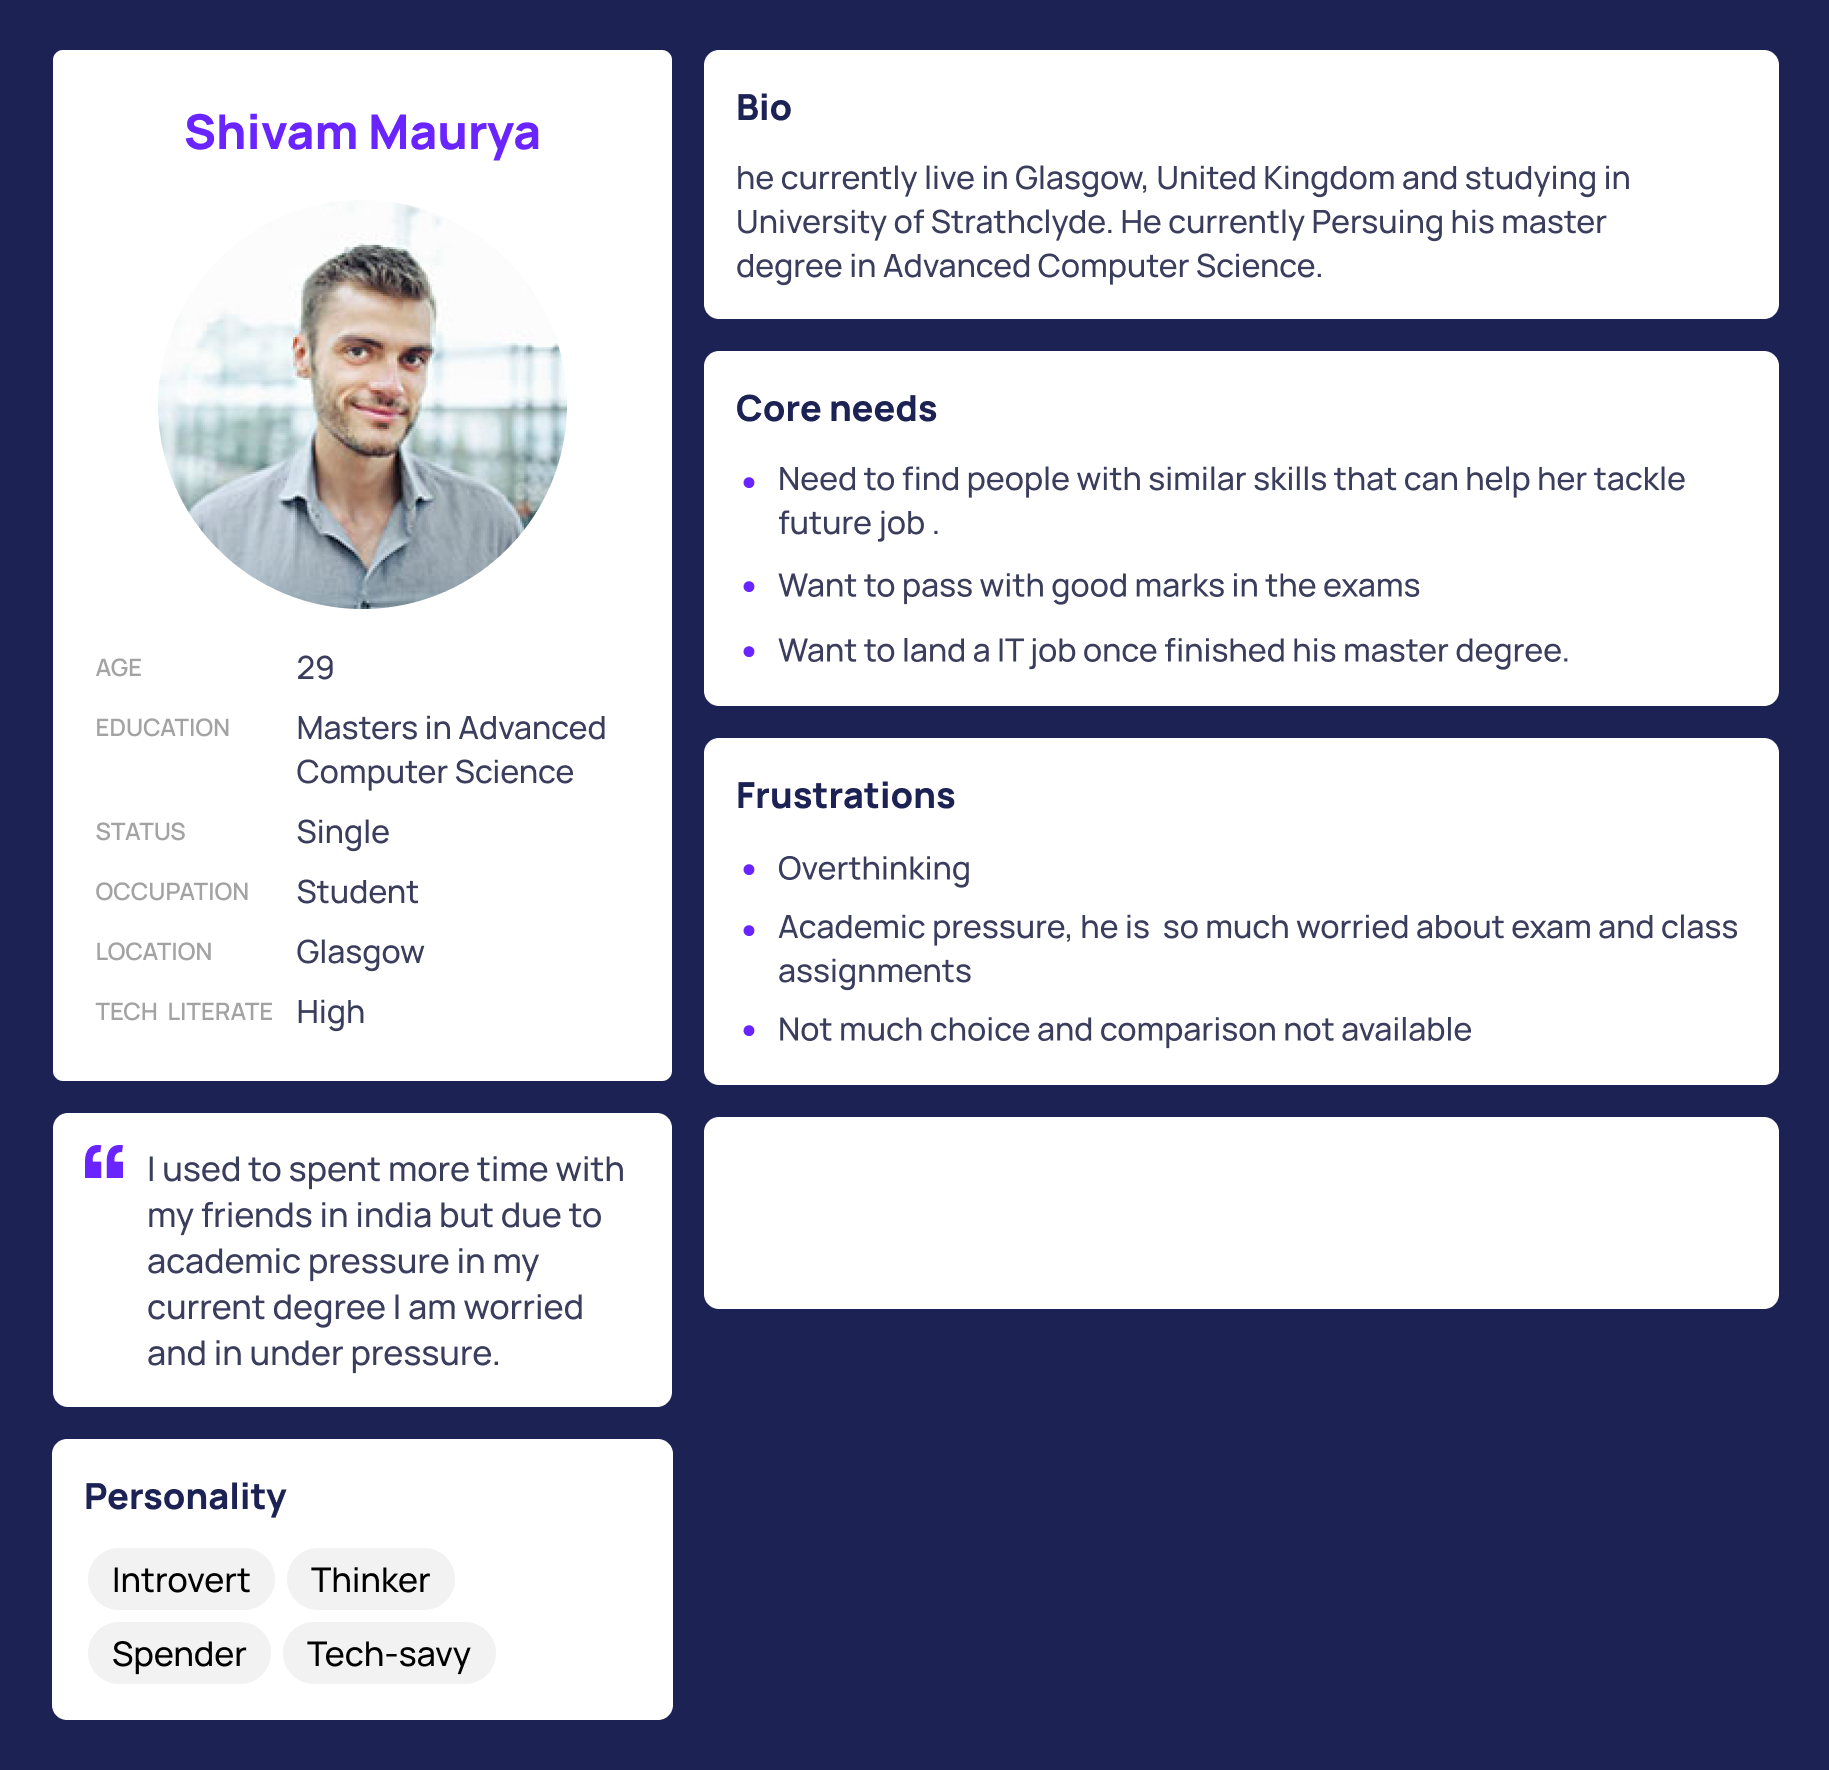 Shivam Maurya
AGE 29
EDUCATION Masters in Advanced
Computer Science
STATUS Single
OCCUPATION Student
LOCATION Glasgow
TECH LITERATE High
“ I used to spent more time with
my friends in india but due to
academic pressure in my
current degree I am worried
and in under pressure.
Personality
Introvert Thinker
Spender Tech-savy
Bio
he currently live in Glasgow, United Kingdom and studying in
University of Strathclyde. He currently Persuing his master
degree in Advanced Computer Science.
Core needs
• Need to find people with similar skills that can help her tackle
future job .
• Want to pass with good marks in the exams
• Want to land a IT job once finished his master degree.
Frustrations
• Overthinking
• Academic pressure, he is  so much worried about exam and class
assignments
• Not much choice and comparison not available